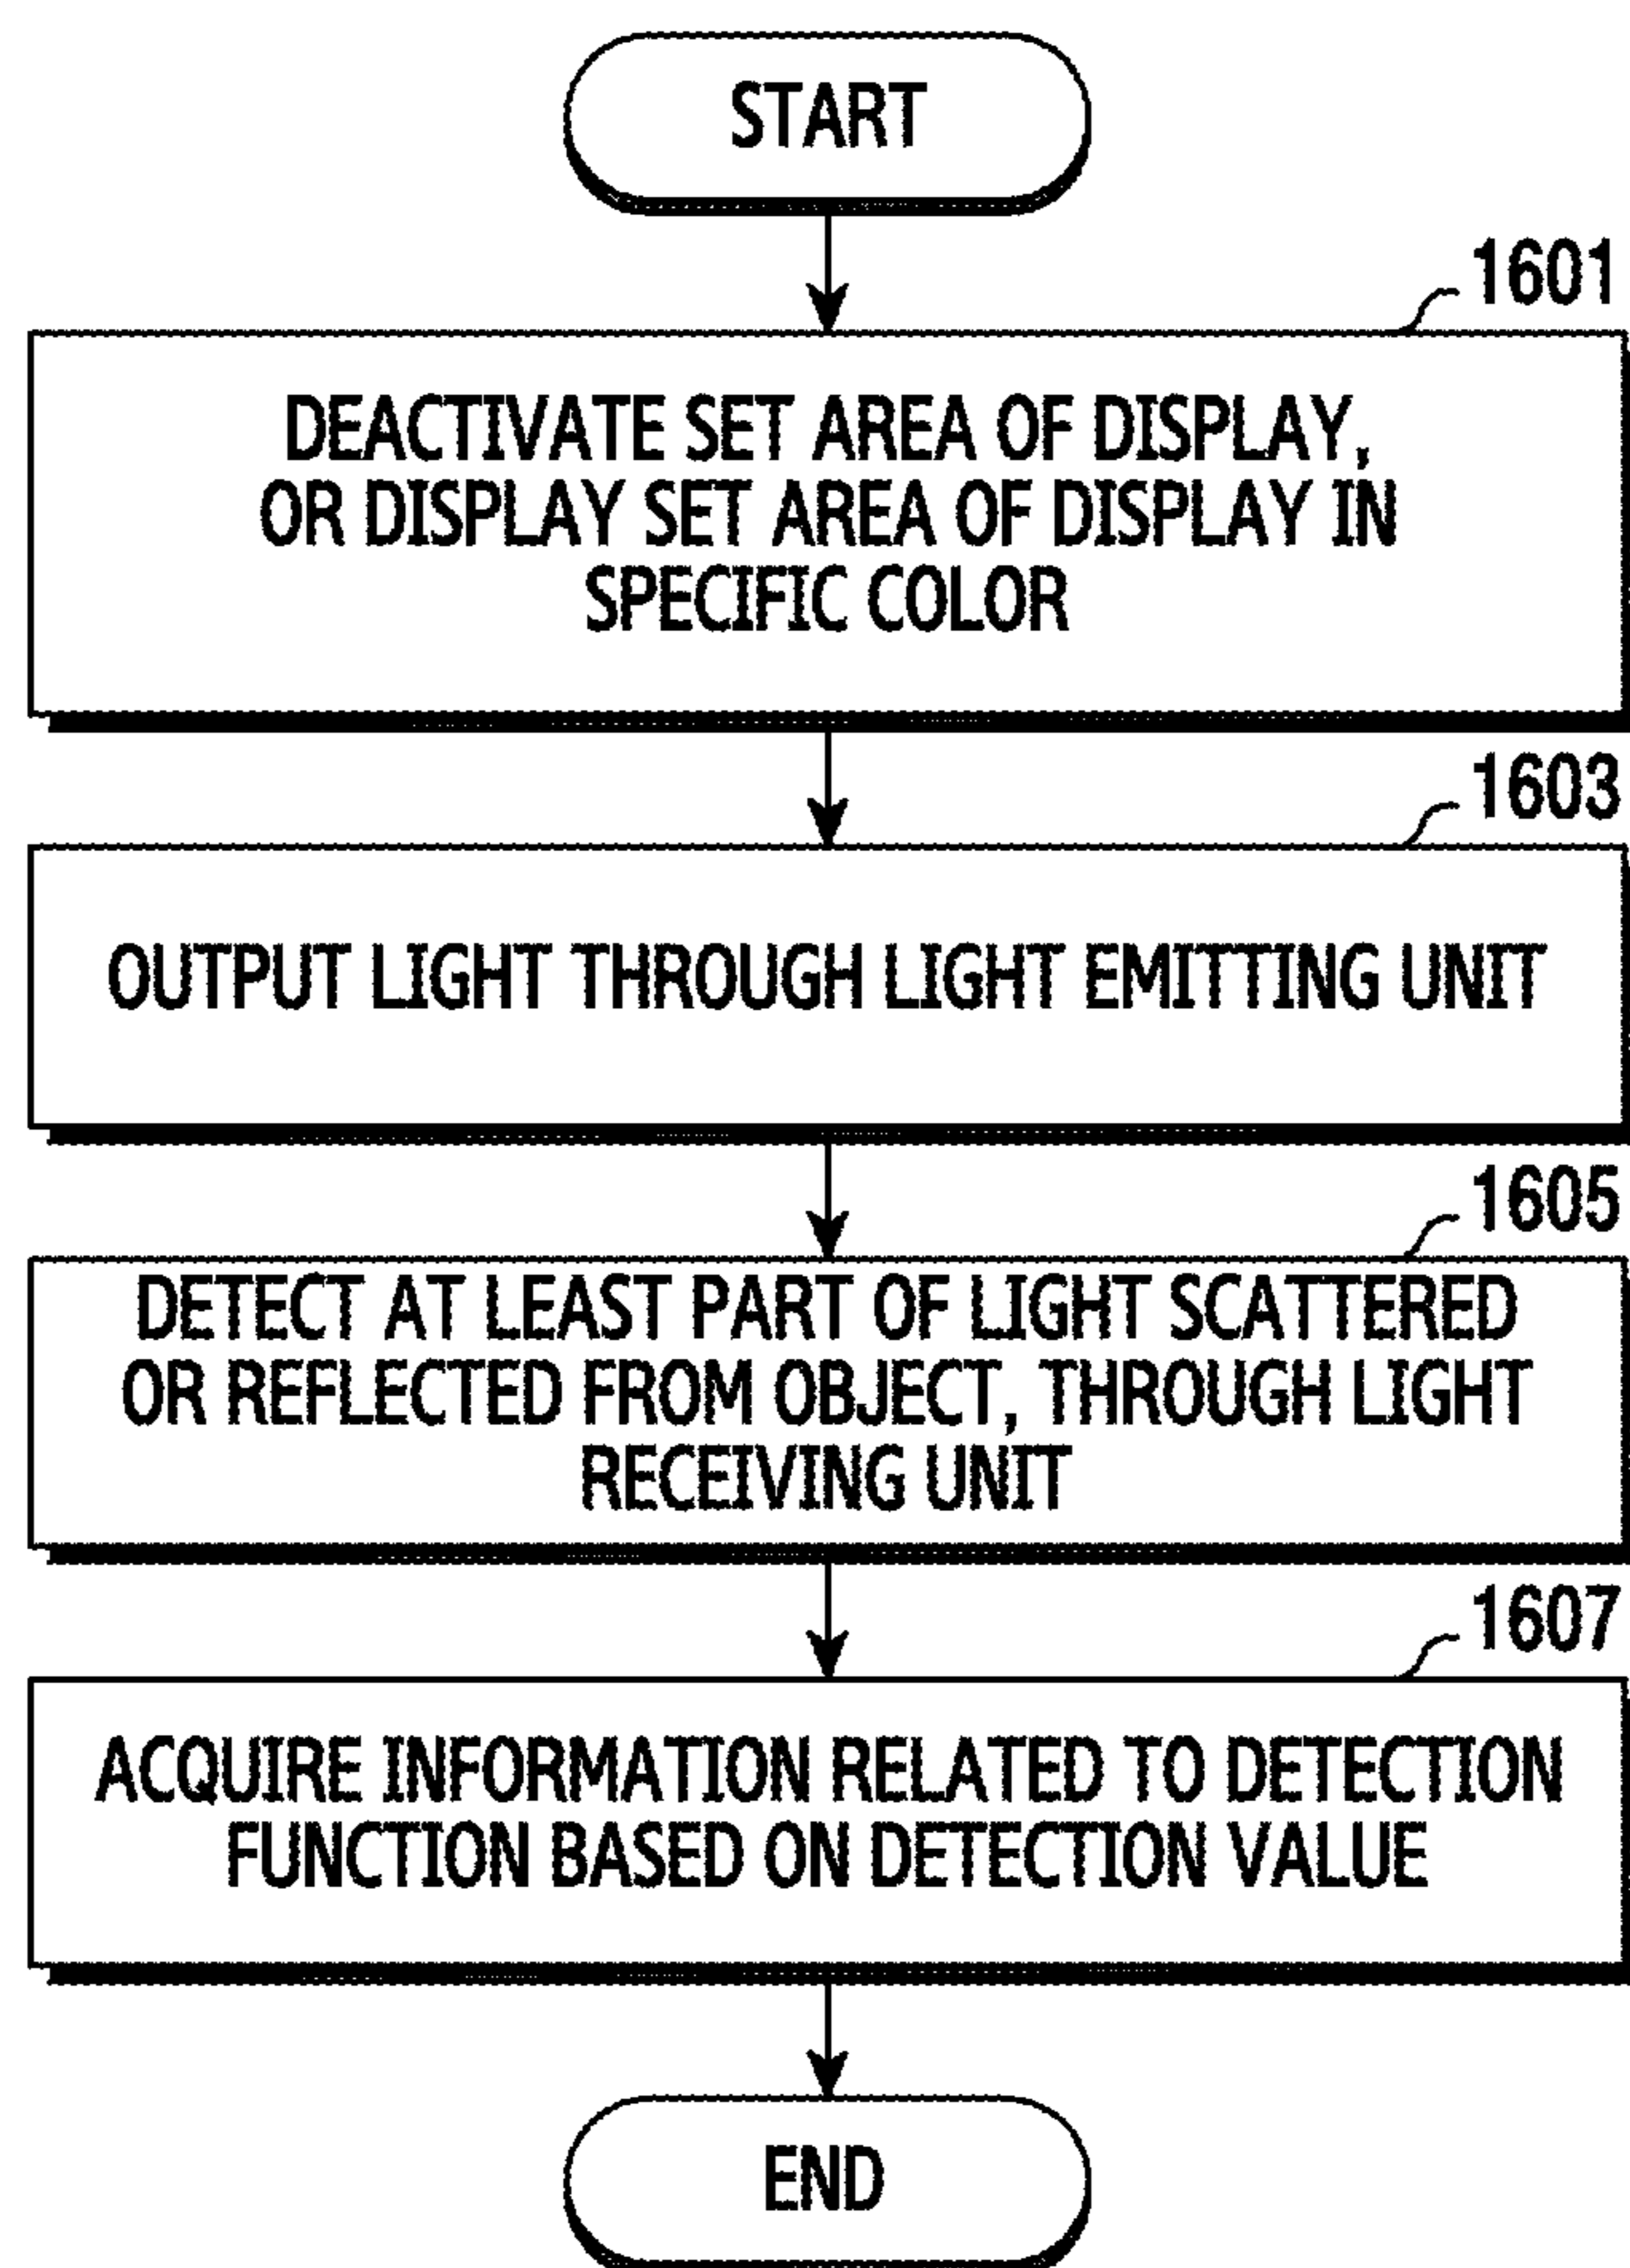 START
1601
DEACTIVATE SET AREA OF DISPLAY,
OR DISPLAY SET AREA OF DISPLAY IN
SPECIFIC COLOR
1603
OUTPUT LIGHT THROUGH LIGHT EMITTING UNIT
1605
DETECT AT LEAST PART OF LIGHT SCATTERED
OR REFLECTED FROM OBJECT, THROUGH LIGHT
RECEIVING UNIT
1607
ACQUIRE INFORMATION RELATED TO DETECTION
FUNCTION BASED ON DETECTION VALUE
END